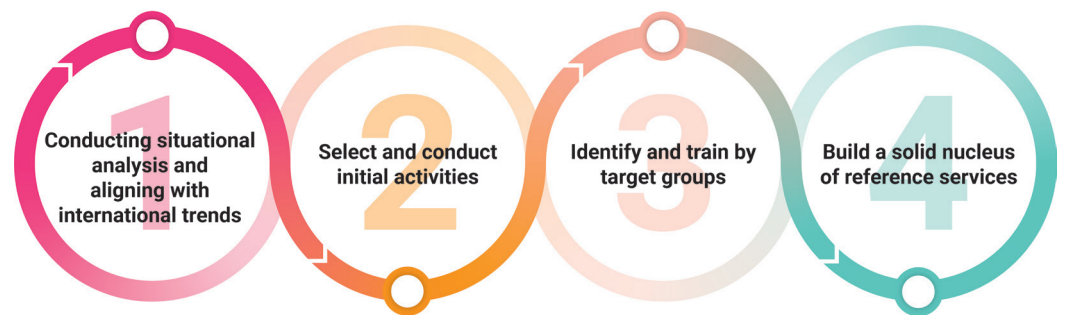 1
Conducting situational
analysis and
aligning with
international trends
2
Select and conduct
initial activities
3
Identify and train by
target groups
4
Build a solid nucleus
of reference services